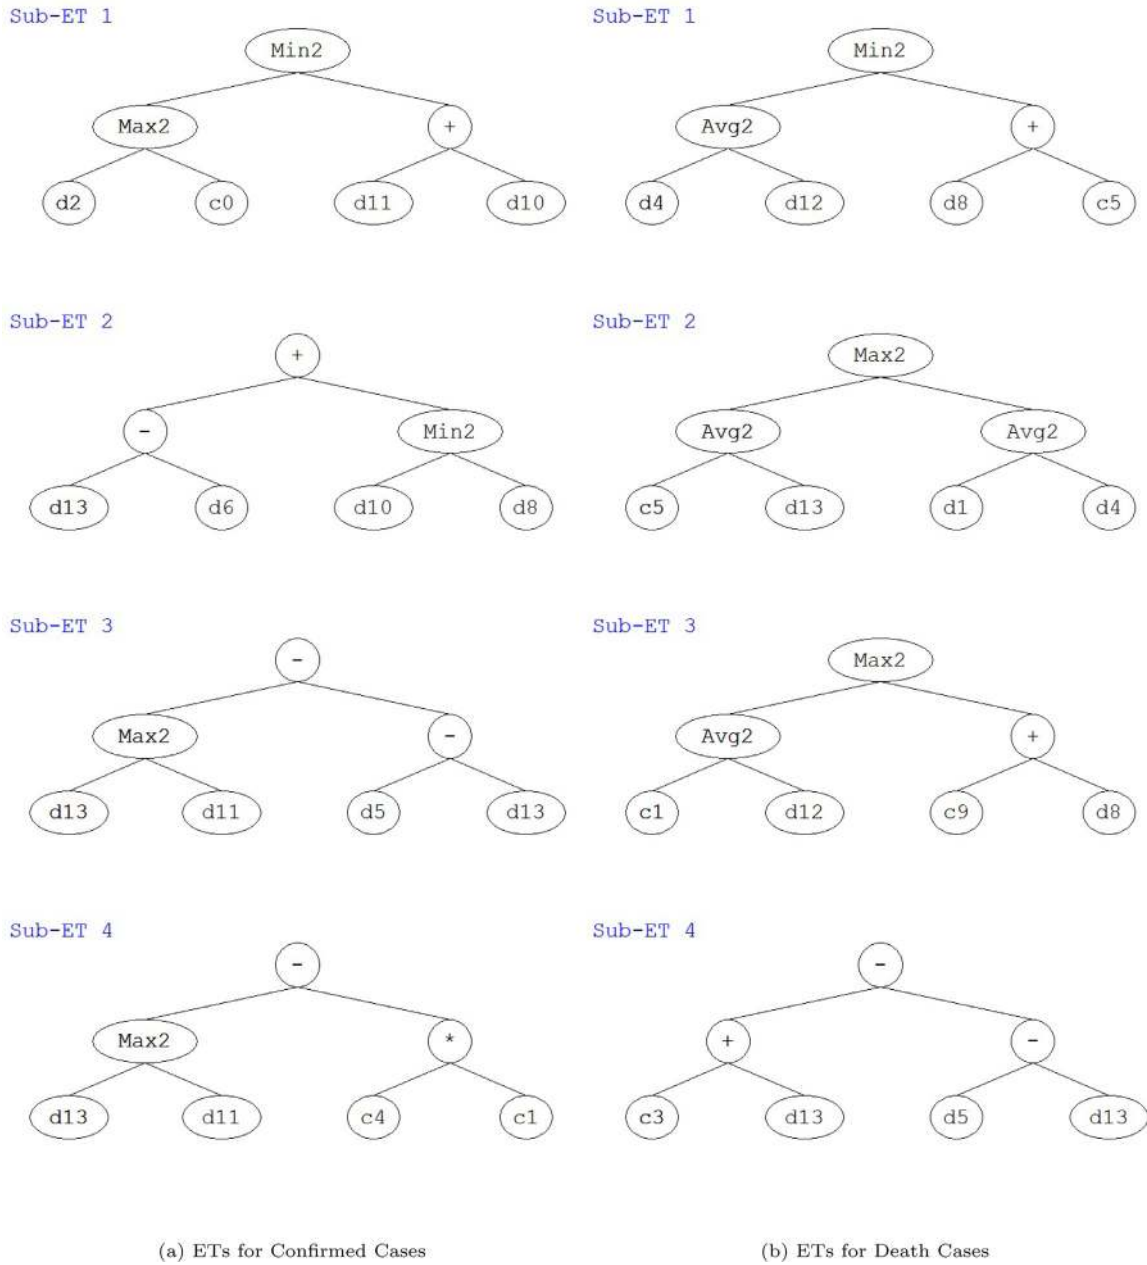 Sub-ET 1
Min2
Max2 +
d2 c0 d11 d10
Sub-ET 2
+
- Min2
d13 d6 d10 d8
Sub-ET 3
-
Max2 -
d13 d11 d5 d13
Sub-ET 4
-
Max2 *
d13 d11 c4 c1
(a) ETs for Confirmed Cases
Sub-ET 1
Min2
Avg2 +
d4 d12 d8 c5
Sub-ET 2
Max2
Avg2 Avg2
c5 d13 d1 d4
Sub-ET 3
Max2
Avg2 +
c1 d12 c9 d8
Sub-ET 4
-
+ -
c3 d13 d5 d13
(b) ETs for Death Cases